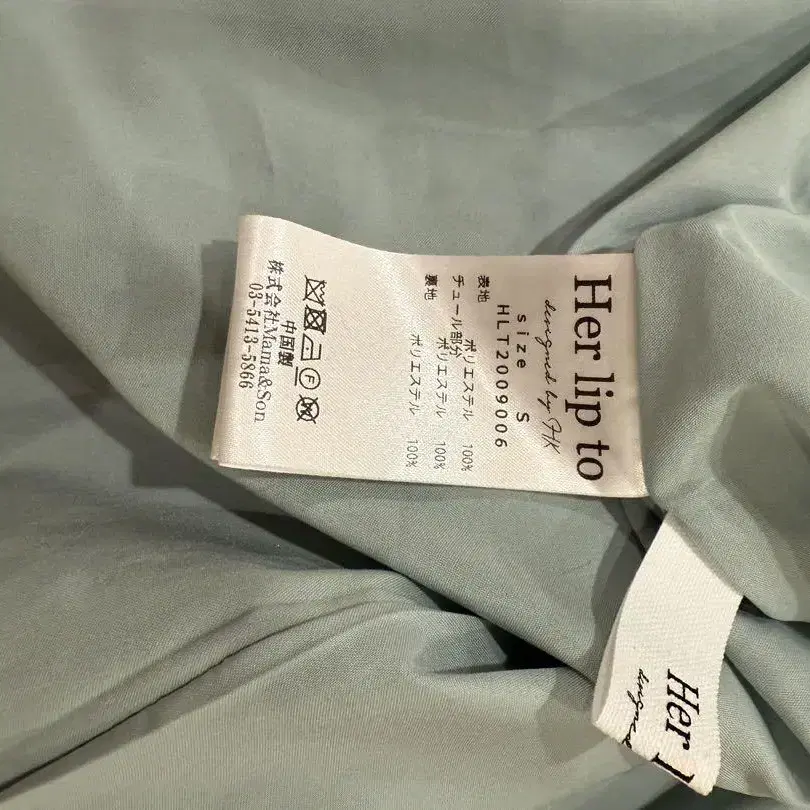 Her lip to
designed by HK
size S
HLT2009006
表地 ポリエステル 100%
チュール部分 ポリエステル 100%
裏地 ポリエステル 100%
中国製
株式会社Mama&Son
03-5413-5866
Her l
designed